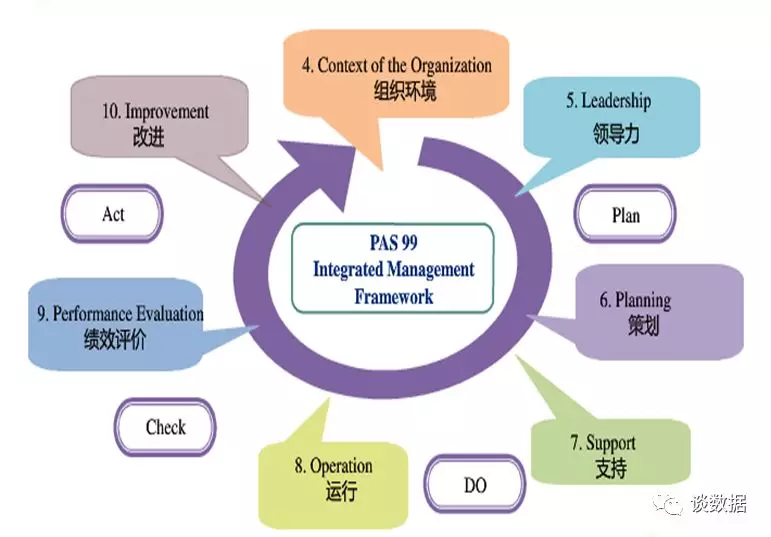 4. Context of the Organization
组织环境
5. Leadership
领导力
10. Improvement
改进
Act
Plan
PAS 99
Integrated Management
Framework
6. Planning
策划
9. Performance Evaluation
绩效评价
Check
7. Support
支持
8. Operation
运行
DO
谈数据